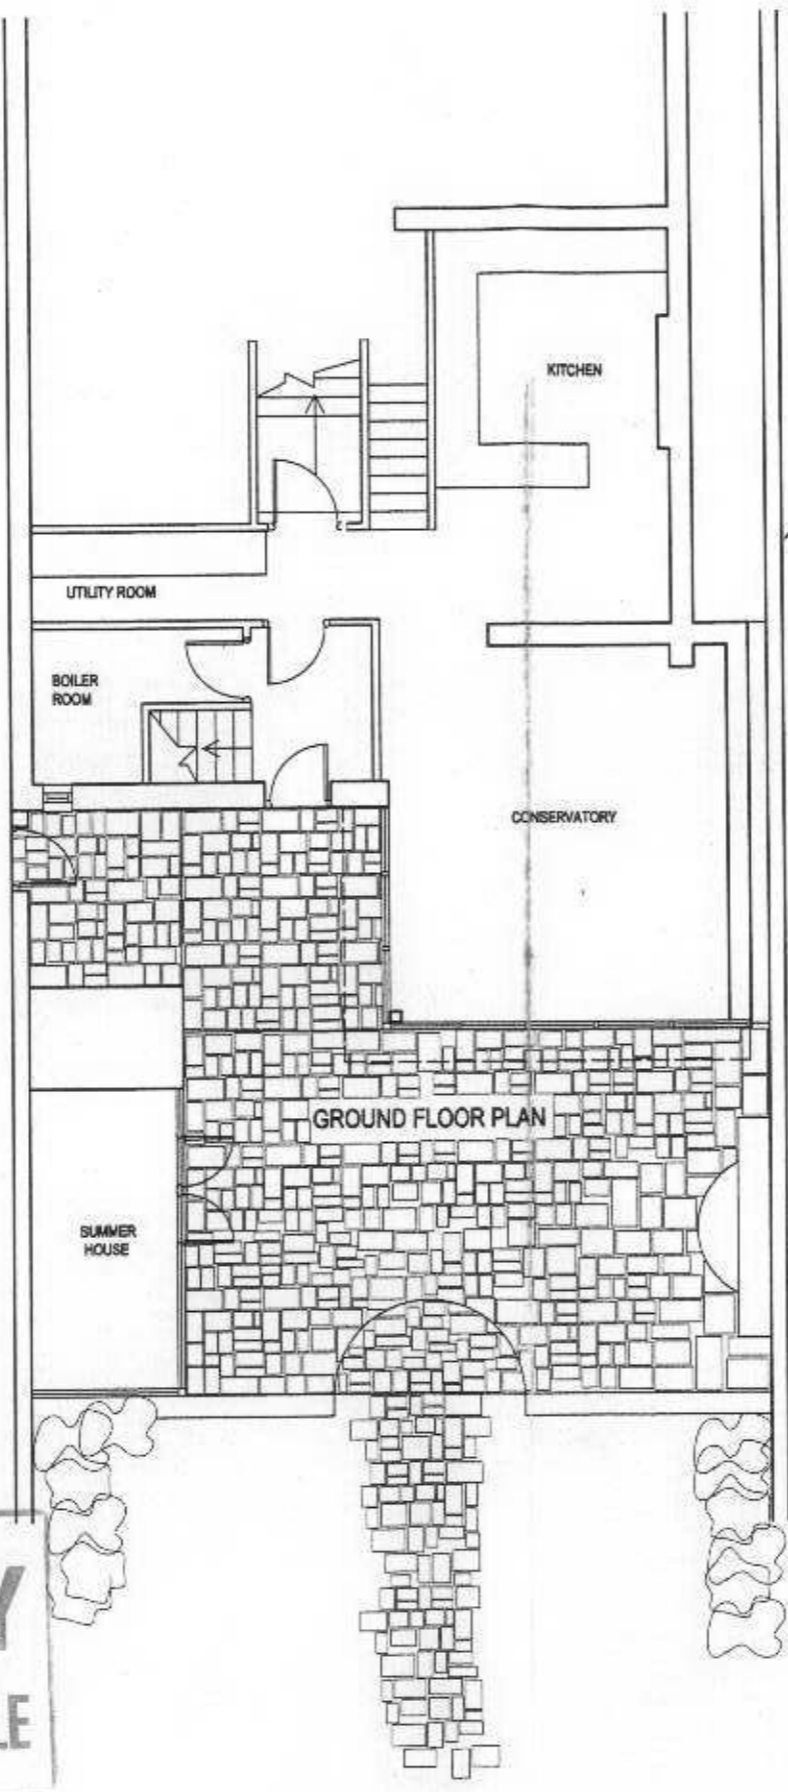 KITCHEN
UTILITY ROOM
BOILER
ROOM
CONSERVATORY
GROUND FLOOR PLAN
SUMMER
HOUSE